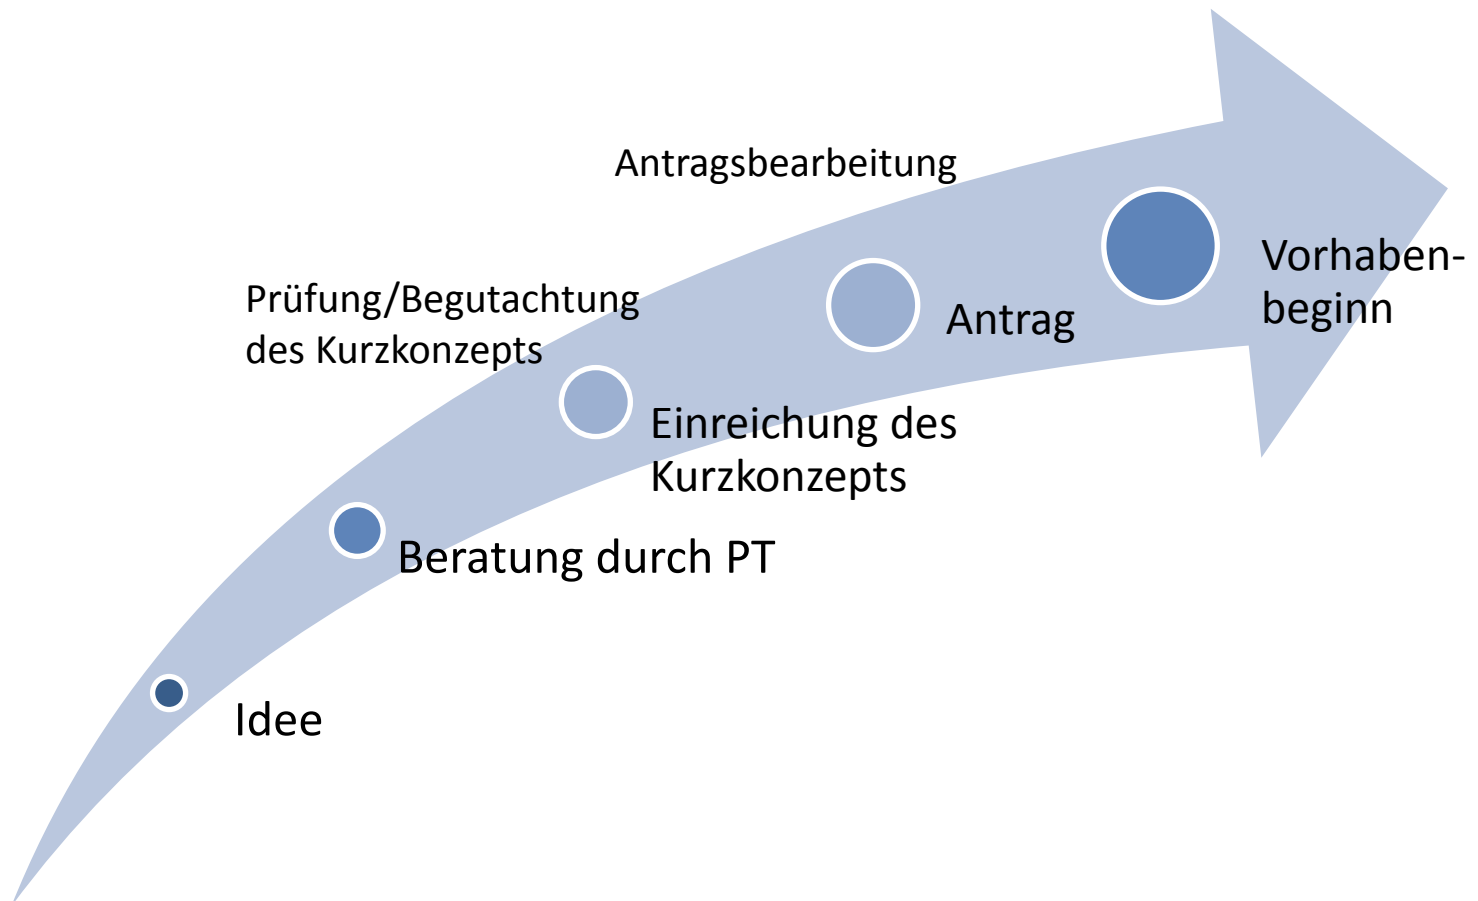 Antragsbearbeitung
Vorhaben-
beginn
Prüfung/Begutachtung
des Kurzkonzepts
Antrag
Einreichung des
Kurzkonzepts
Beratung durch PT
Idee